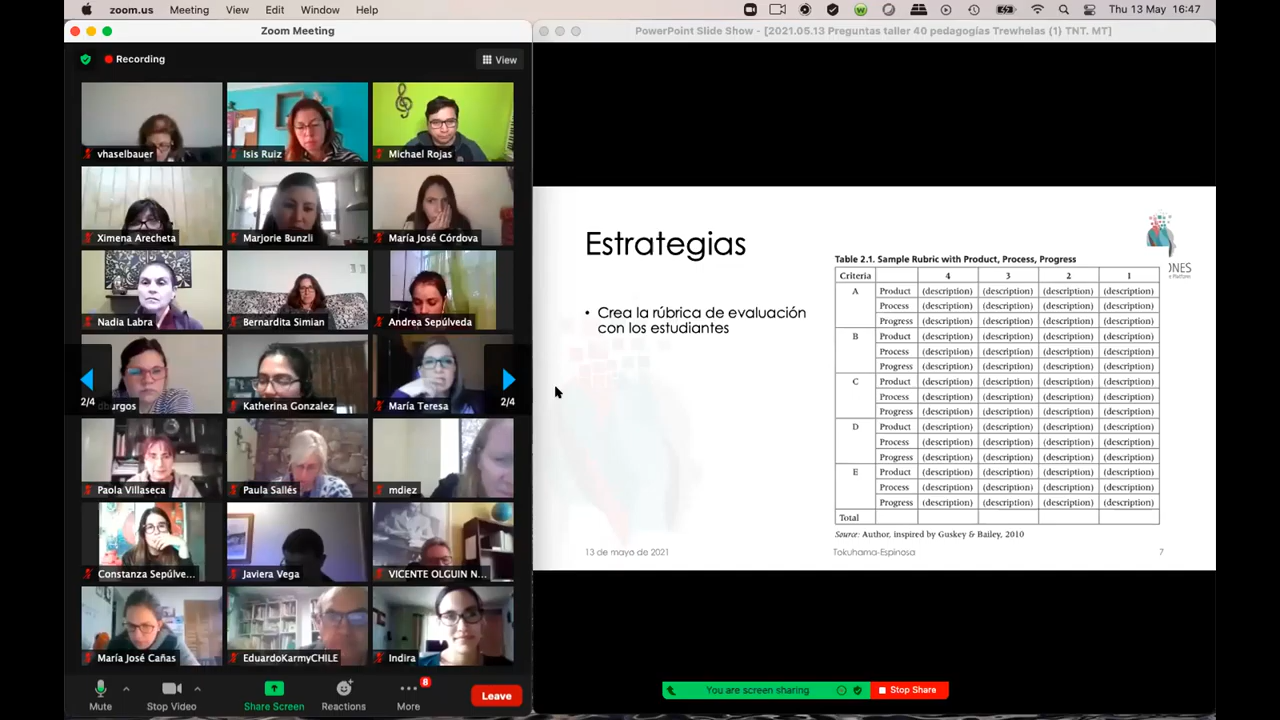 zoom.us Meeting View Edit Window Help Thu 13 May 16:47
Zoom Meeting
Recording View
vhaselbauer Isis Ruiz Michael Rojas
Ximena Arecheta Marjorie Bunzli María José Córdova
Nadia Labra Bernardita Simian Andrea Sepúlveda
2/4 dburgos Katherina Gonzalez María Teresa 2/4
Paola Villaseca Paula Sallés mdiez
Constanza Sepúlve... Javiera Vega VICENTE OLGUIN N...
María José Cañas EduardoKarmyCHILE Indira
8
Mute Stop Video Share Screen Reactions More Leave
PowerPoint Slide Show - [2021.05.13 Preguntas taller 40 pedagogías Trewhelas (1) TNT. MT]
Estrategias
• Crea la rúbrica de evaluación
con los estudiantes
Table 2.1. Sample Rubric with Product, Process, Progress
Criteria 4 3 2 1
A Product (description) (description) (description) (description)
Process (description) (description) (description) (description)
Progress (description) (description) (description) (description)
B Product (description) (description) (description) (description)
Process (description) (description) (description) (description)
Progress (description) (description) (description) (description)
C Product (description) (description) (description) (description)
Process (description) (description) (description) (description)
Progress (description) (description) (description) (description)
D Product (description) (description) (description) (description)
Process (description) (description) (description) (description)
Progress (description) (description) (description) (description)
E Product (description) (description) (description) (description)
Process (description) (description) (description) (description)
Progress (description) (description) (description) (description)
Total
Source: Author, inspired by Guskey & Bailey, 2010
13 de mayo de 2021 Tokuhama-Espinosa 7
You are screen sharing Stop Share